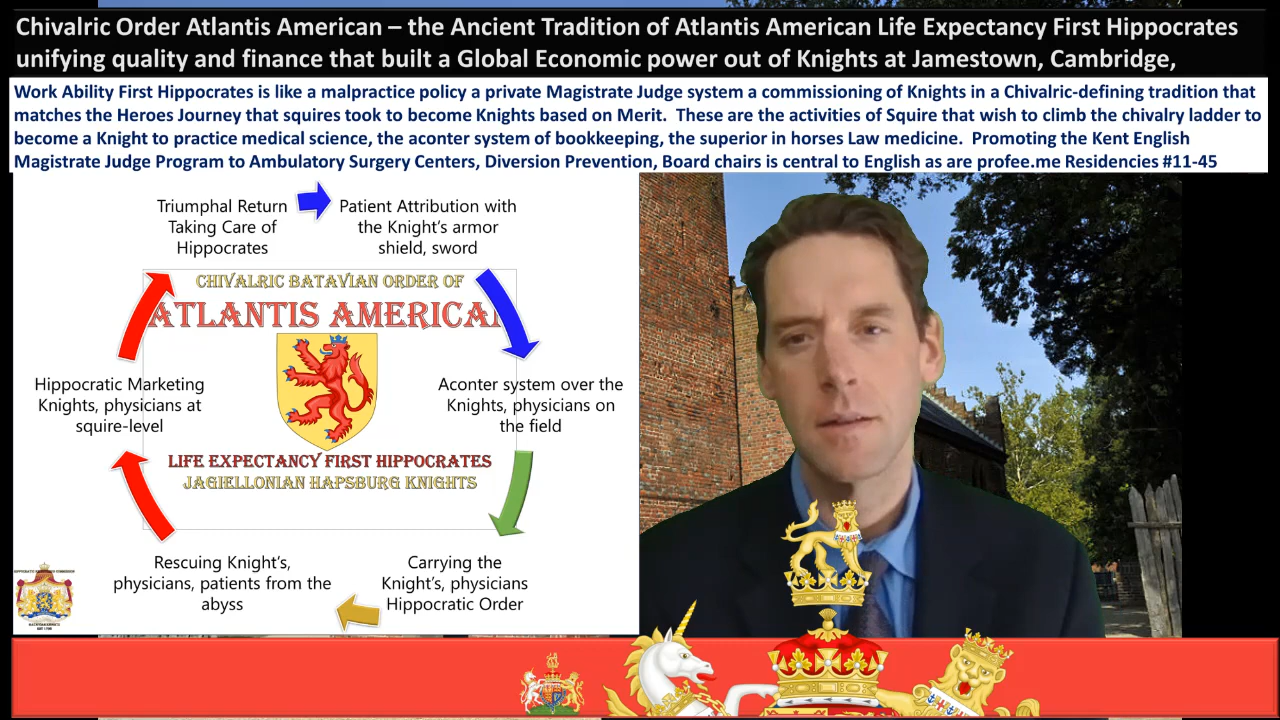 Chivalric Order Atlantis American – the Ancient Tradition of Atlantis American Life Expectancy First Hippocrates
unifying quality and finance that built a Global Economic power out of Knights at Jamestown, Cambridge,
Work Ability First Hippocrates is like a malpractice policy a private Magistrate Judge system a commissioning of Knights in a Chivalric-defining tradition that
matches the Heroes Journey that squires took to become Knights based on Merit.  These are the activities of Squire that wish to climb the chivalry ladder to
become a Knight to practice medical science, the aconter system of bookkeeping, the superior in horses Law medicine.  Promoting the Kent English
Magistrate Judge Program to Ambulatory Surgery Centers, Diversion Prevention, Board chairs is central to English as are profee.me Residencies #11-45
Triumphal Return
Taking Care of
Hippocrates
Patient Attribution with
the Knight's armor
shield, sword
CHIVALRIC BATAVIAN ORDER OF
ATLANTIS AMERICAN
Hippocratic Marketing
Knights, physicians at
squire-level
Aconter system over the
Knights, physicians on
the field
LIFE EXPECTANCY FIRST HIPPOCRATES
JAGIELLONIAN HAPSBURG KNIGHTS
Rescuing Knight's,
physicians, patients from the
abyss
Carrying the
Knight's, physicians
Hippocratic Order